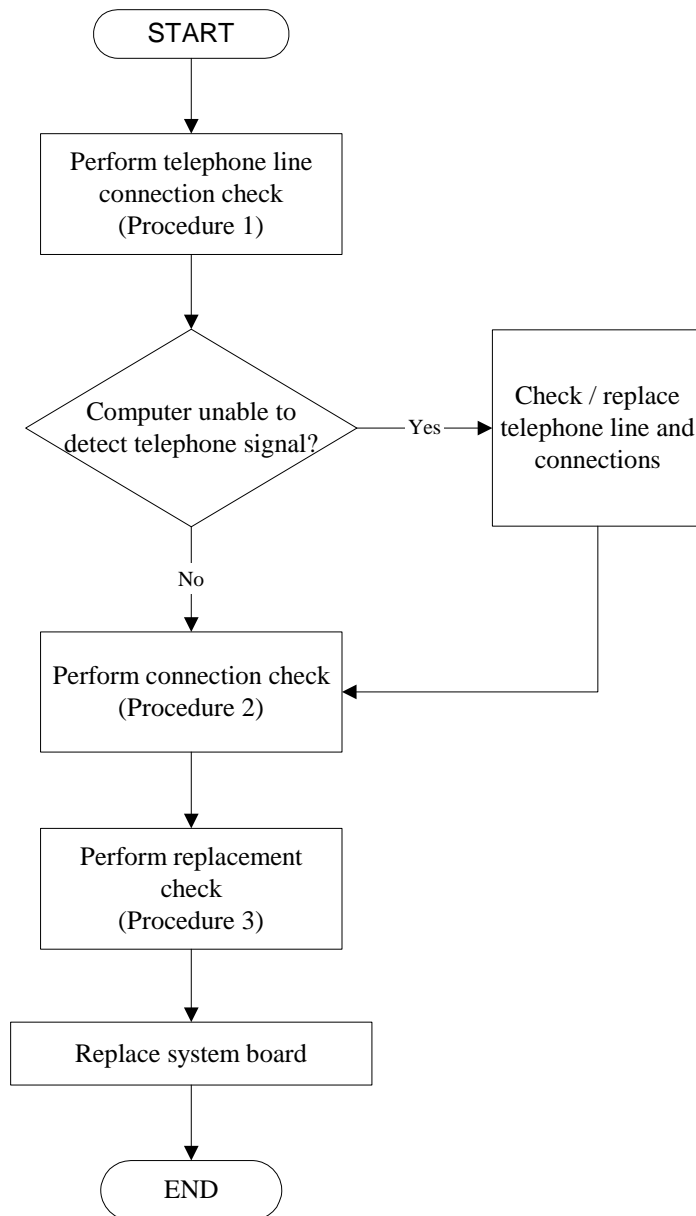 START
Perform telephone line
connection check
(Procedure 1)
Computer unable to
detect telephone signal?
Yes
Check / replace
telephone line and
connections
No
Perform connection check
(Procedure 2)
Perform replacement
check
(Procedure 3)
Replace system board
END